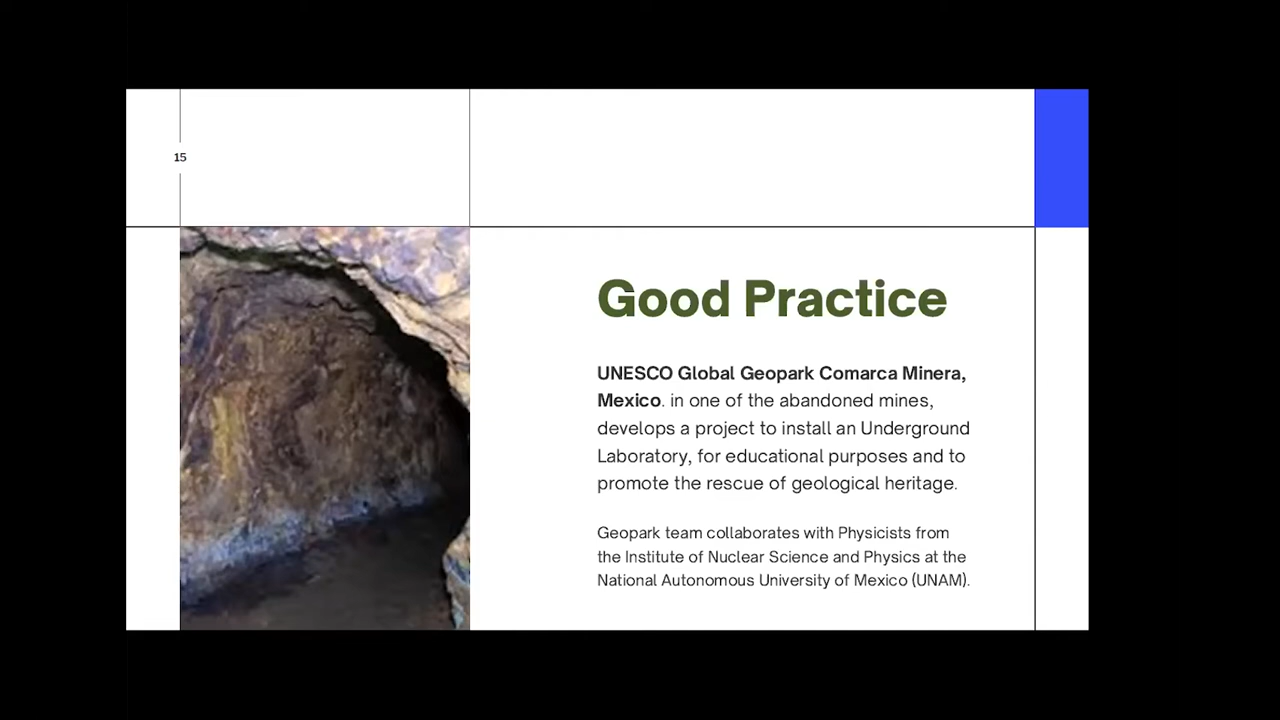 15
Good Practice
UNESCO Global Geopark Comarca Minera,
Mexico. in one of the abandoned mines,
develops a project to install an Underground
Laboratory, for educational purposes and to
promote the rescue of geological heritage.
Geopark team collaborates with Physicists from
the Institute of Nuclear Science and Physics at the
National Autonomous University of Mexico (UNAM).